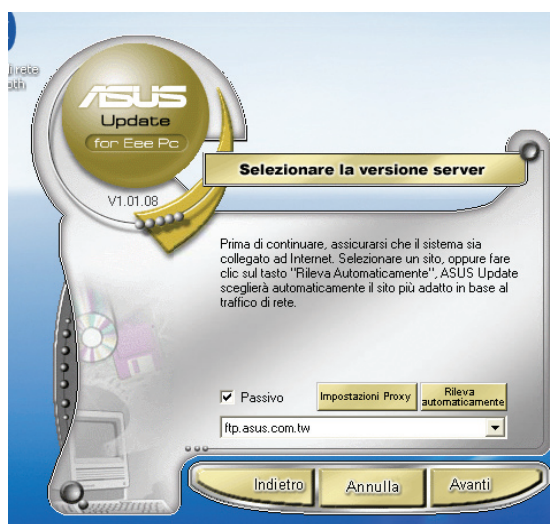 ASUS
Update
for Eee Pc
V1.01.08
Selezionare la versione server
Prima di continuare, assicurarsi che il sistema sia
collegato ad Internet. Selezionare un sito, oppure fare
clic sul tasto "Rileva Automaticamente", ASUS Update
sceglierà automaticamente il sito più adatto in base al
traffico di rete.
Passivo
Impostazioni Proxy
Rileva
automaticamente
ftp.asus.com.tw
Indietro
Annulla
Avanti